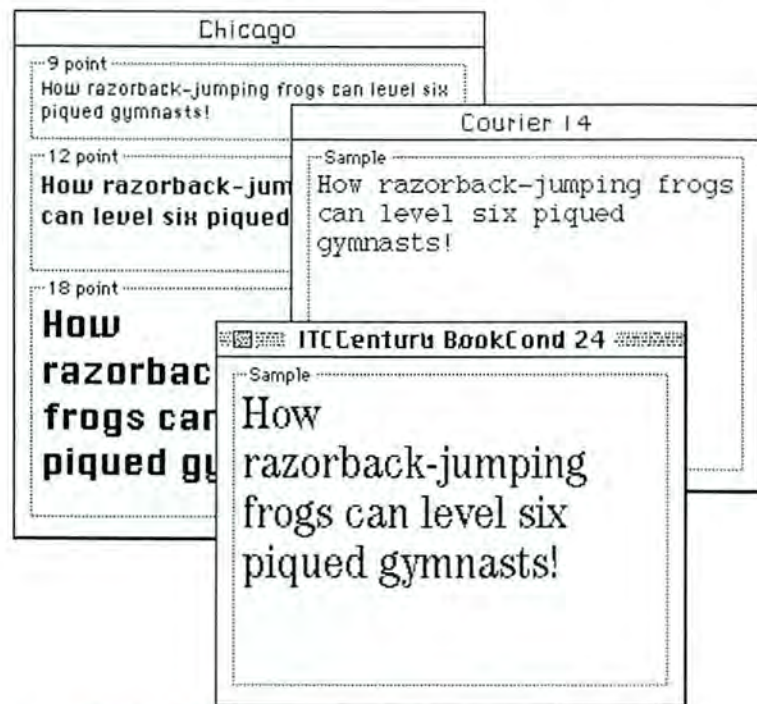 Chicago
9 point
How razorback-jumping frogs can level six
piqued gymnasts!
12 point
How razorback-jum
can level six piqued
18 point
How
razorbac
frogs car
piqued gu
Courier 14
Sample
How razorback-jumping frogs
can level six piqued
gymnasts!
ITCCentury BookCond 24
Sample
How
razorback-jumping
frogs can level six
piqued gymnasts!